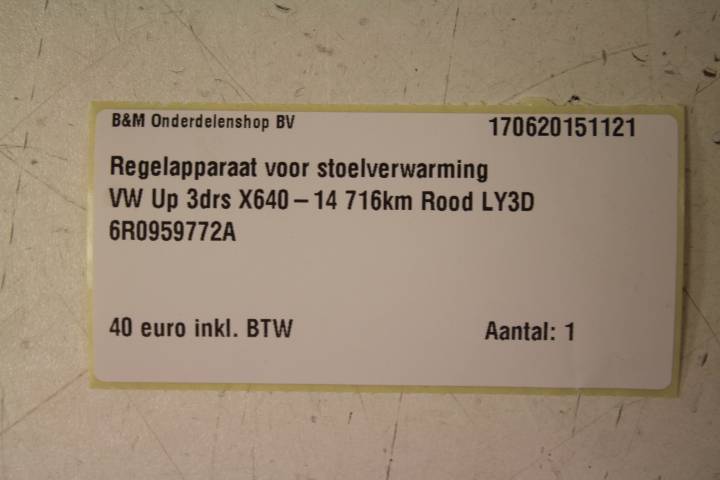 B&M Onderdelenshop BV 170620151121
Regelapparaat voor stoelverwarming
VW Up 3drs X640 – 14 716km Rood LY3D
6R0959772A
40 euro inkl. BTW Aantal: 1